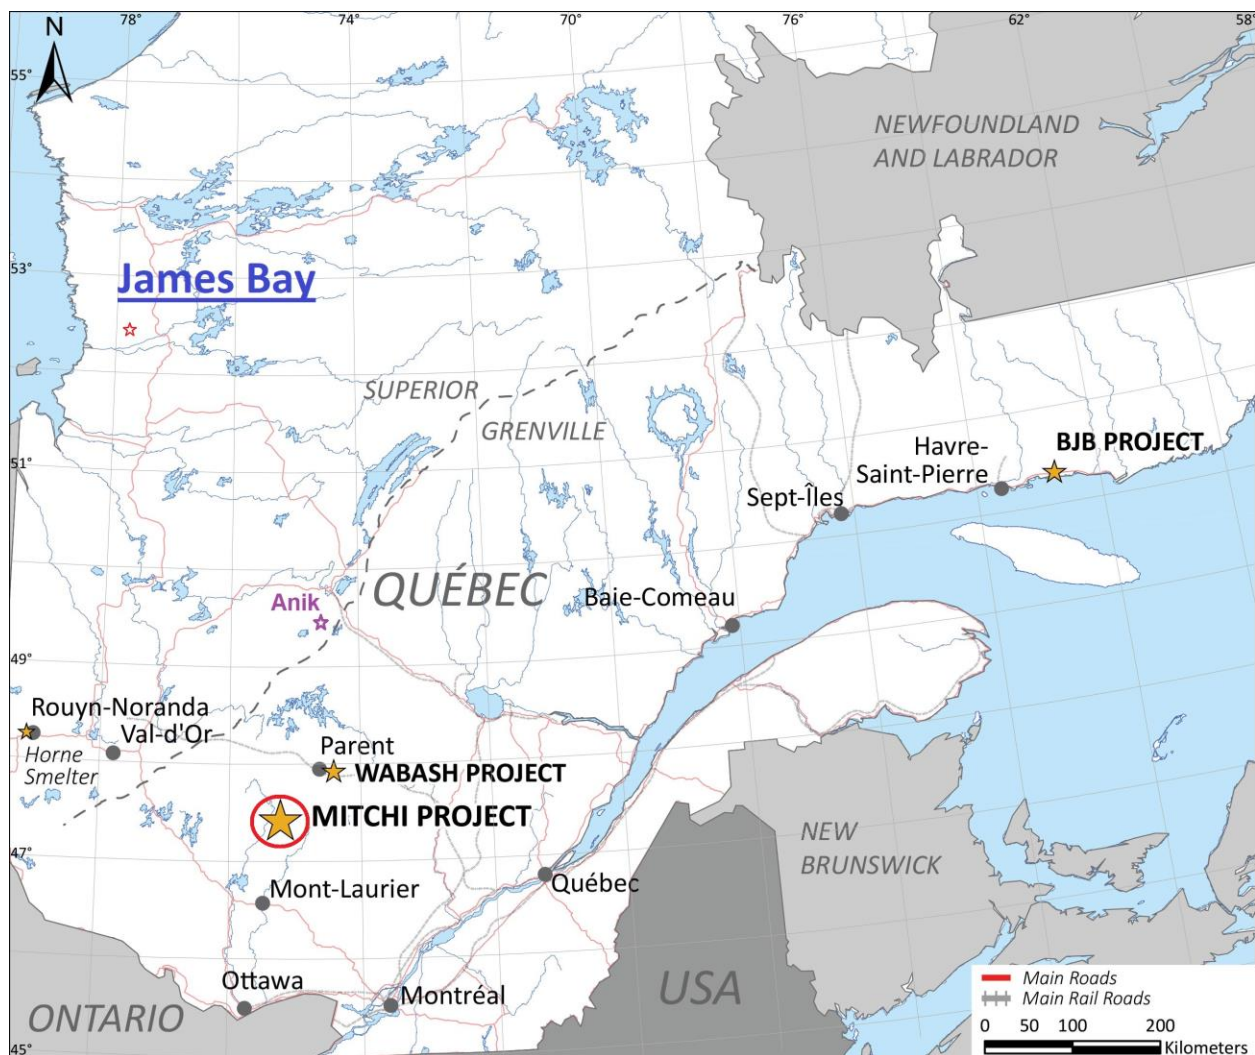 78°
74°
70°
76°
62°
58°
N
55°
NEWFOUNDLAND
AND LABRADOR
53°
James Bay
SUPERIOR
GRENVILLE
51°
Havre-
Saint-Pierre
BJB PROJECT
Sept-Îles
QUÉBEC
Anik
Baie-Comeau
49°
Rouyn-Noranda
Val-d'Or
Horne
Smelter
Parent
WABASH PROJECT
MITCHI PROJECT
47°
NEW
BRUNSWICK
Mont-Laurier
Québec
Ottawa
Montréal
USA
ONTARIO
45°
Main Roads
Main Rail Roads
0 50 100 200
Kilometers